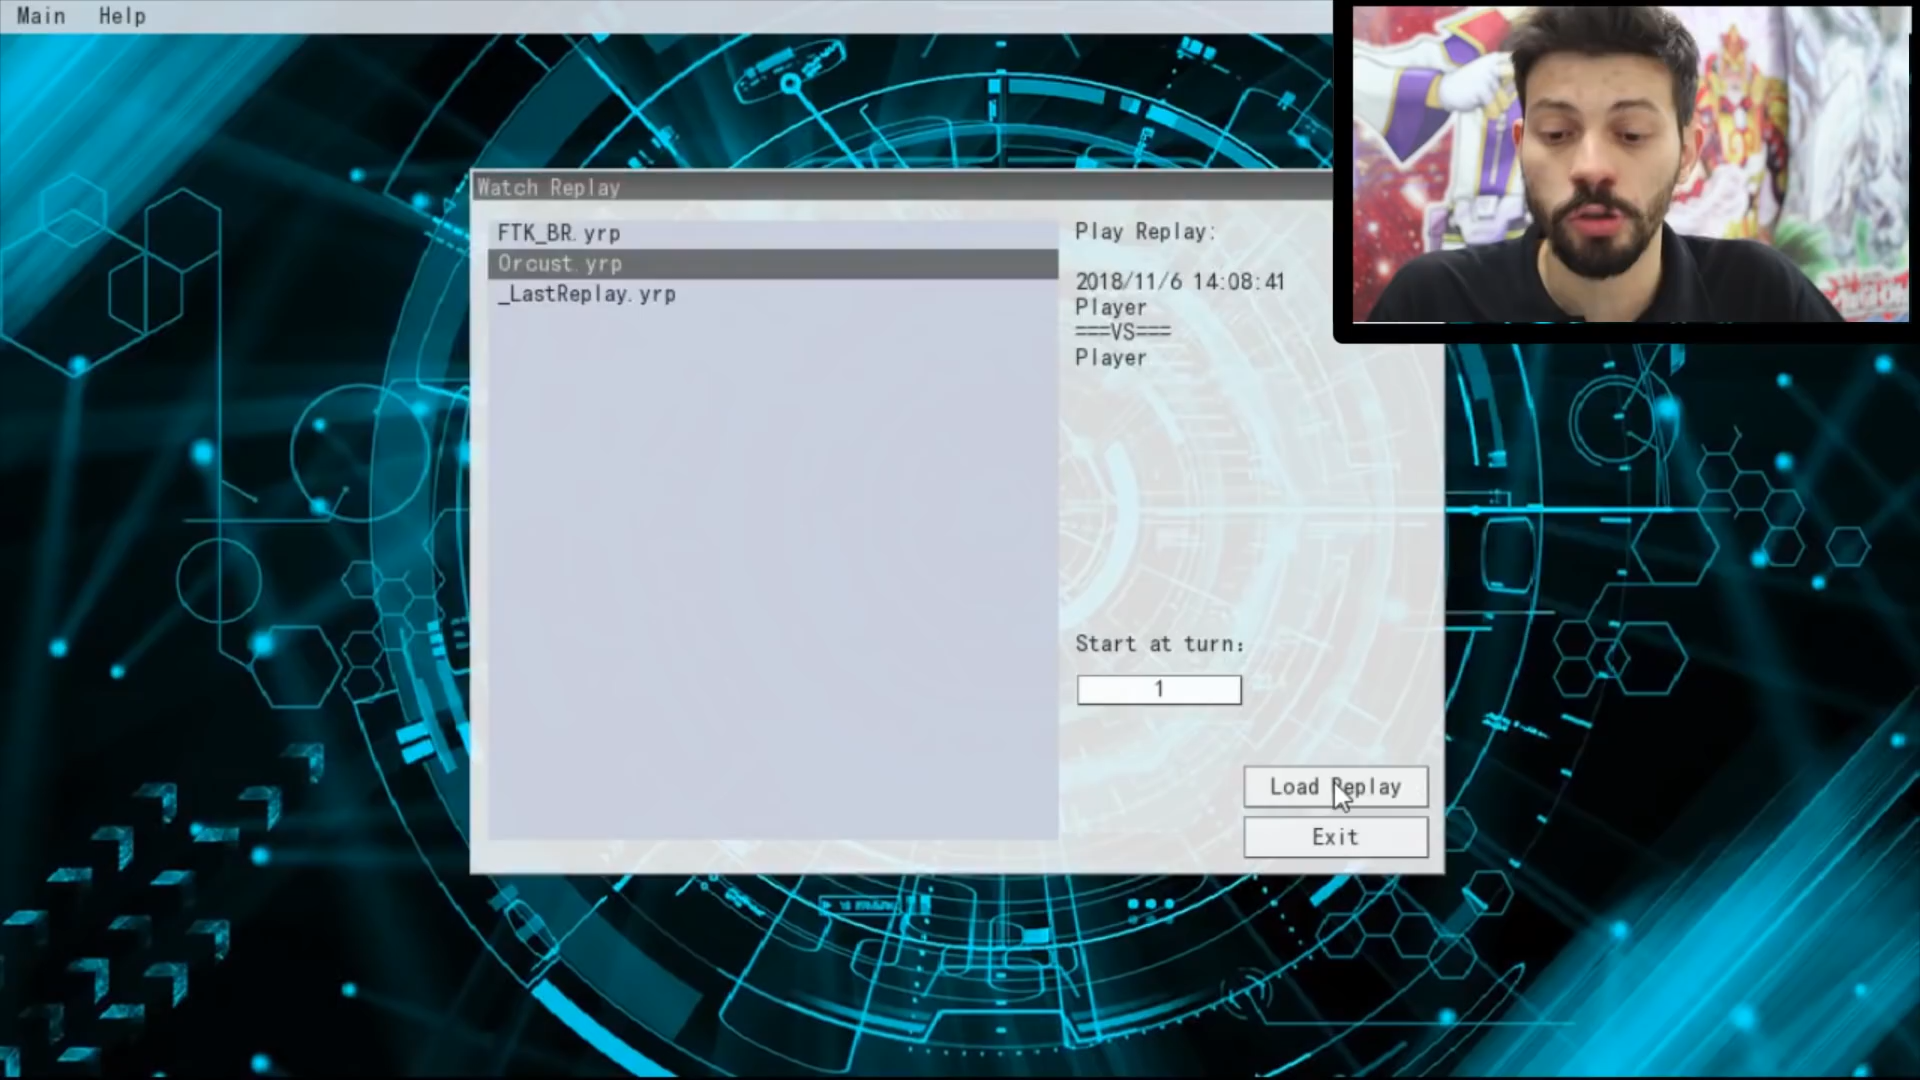 Main Help
Watch Replay
FTK_BR.yrp
Orcust.yrp
_LastReplay.yrp
Play Replay:
2018/11/6 14:08:41
Player
===VS===
Player
Start at turn:
1
Load Replay
Exit